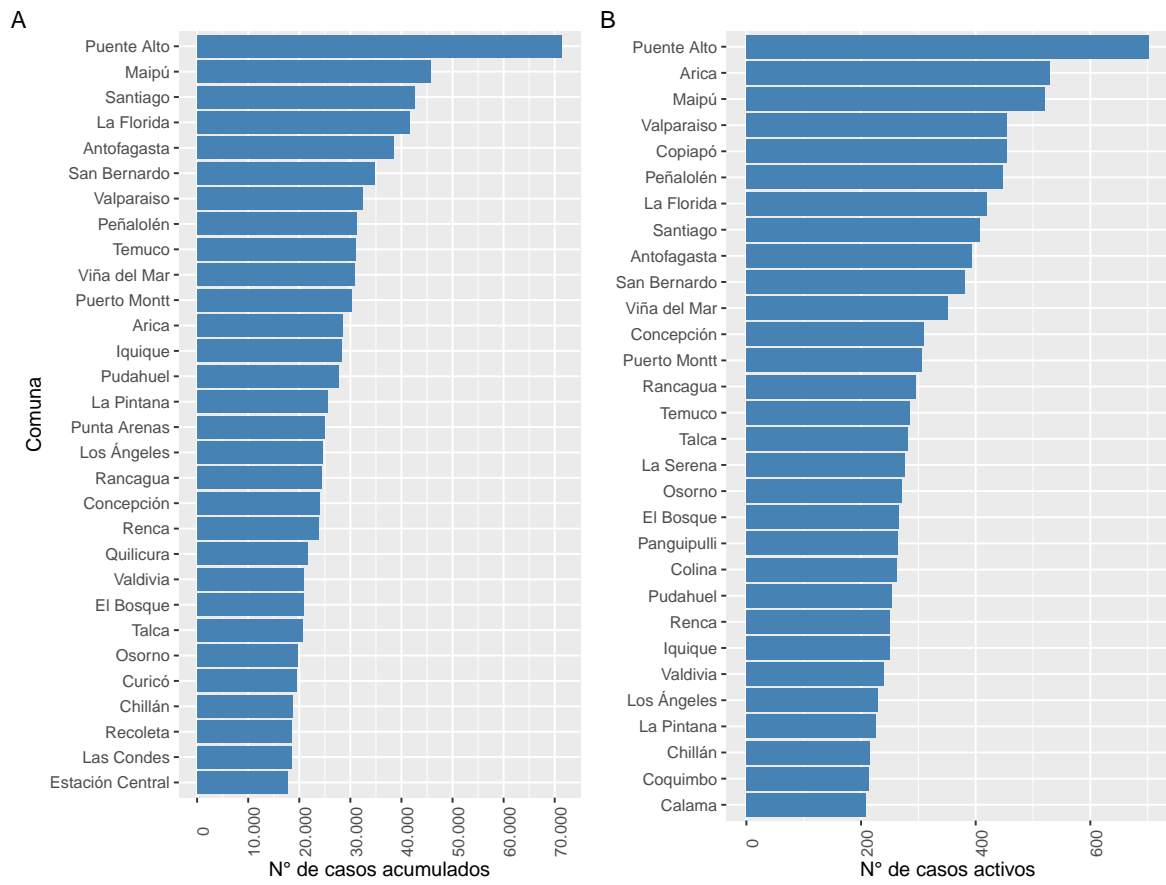 A
Puente Alto
Maipú
Santiago
La Florida
Antofagasta
San Bernardo
Valparaiso
Peñalolén
Temuco
Viña del Mar
Puerto Montt
Arica
Iquique
Pudahuel
La Pintana
Punta Arenas
Los Ángeles
Rancagua
Concepción
Renca
Quilicura
Valdivia
El Bosque
Talca
Osorno
Curicó
Chillán
Recoleta
Las Condes
Estación Central
Comuna
0
10.000
20.000
30.000
40.000
50.000
60.000
70.000
N° de casos acumulados
B
Puente Alto
Arica
Maipú
Valparaiso
Copiapó
Peñalolén
La Florida
Santiago
Antofagasta
San Bernardo
Viña del Mar
Concepción
Puerto Montt
Rancagua
Temuco
Talca
La Serena
Osorno
El Bosque
Panguipulli
Colina
Pudahuel
Renca
Iquique
Valdivia
Los Ángeles
La Pintana
Chillán
Coquimbo
Calama
0
200
400
600
N° de casos activos